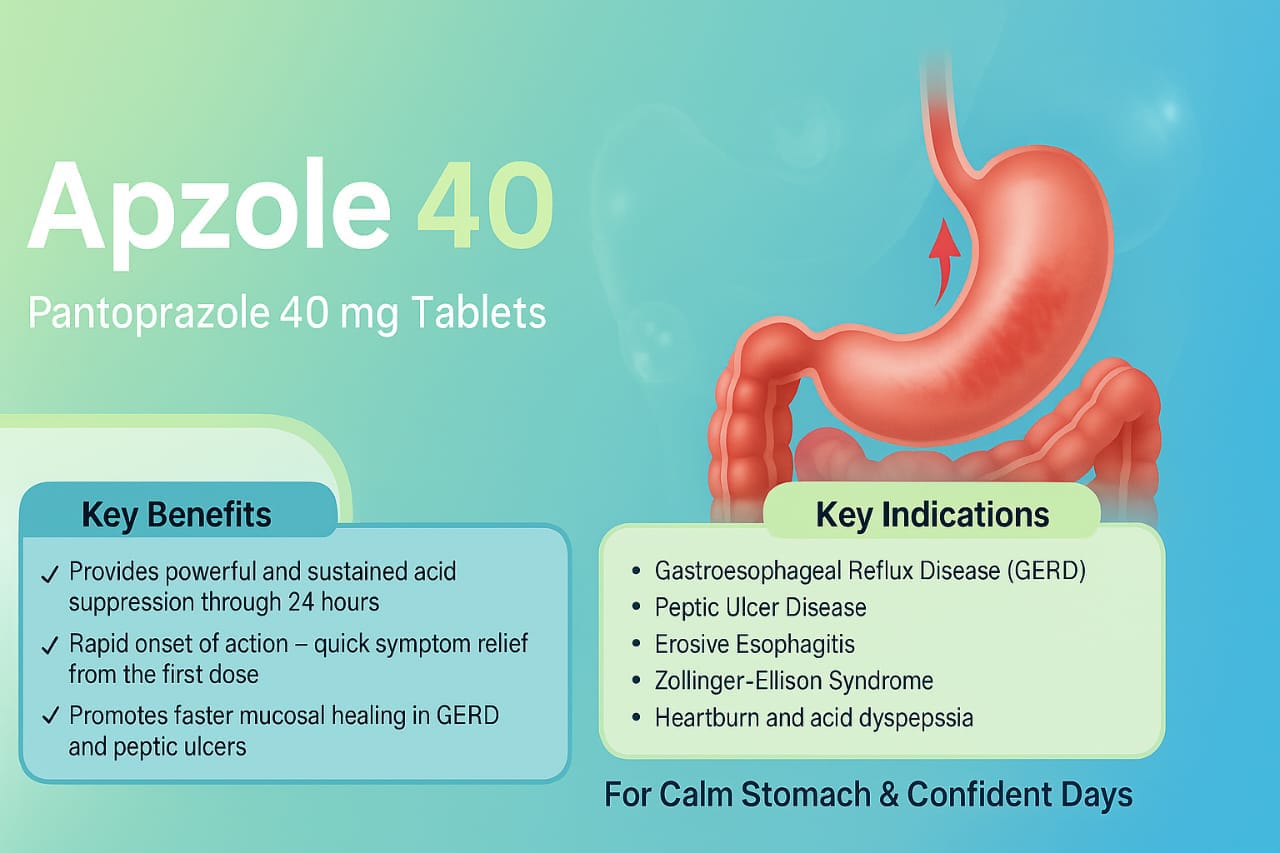 Apzole 40
Pantoprazole 40 mg Tablets
Key Benefits
✓ Provides powerful and sustained acid
suppression through 24 hours
✓ Rapid onset of action – quick symptom relief
from the first dose
✓ Promotes faster mucosal healing in GERD
and peptic ulcers
Key Indications
• Gastroesophageal Reflux Disease (GERD)
• Peptic Ulcer Disease
• Erosive Esophagitis
• Zollinger-Ellison Syndrome
• Heartburn and acid dyspepssia
For Calm Stomach & Confident Days